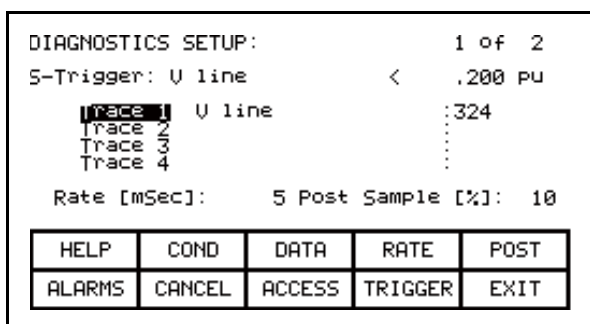 DIAGNOSTICS SETUP: 1 of 2
S-Trigger: V line < .200 pu
Trace 1 V line :324
Trace 2 :
Trace 3 :
Trace 4 :
Rate [mSec]: 5 Post Sample [%]: 10
HELP COND DATA RATE POST
ALARMS CANCEL ACCESS TRIGGER EXIT